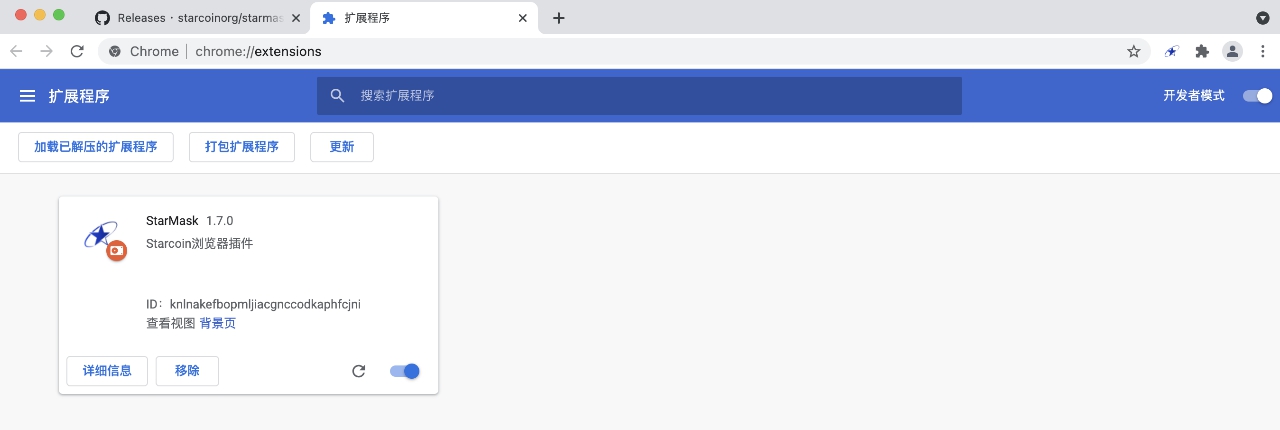 Releases · starcoinorg/starmas
扩展程序
Chrome | chrome://extensions
扩展程序
搜索扩展程序
开发者模式
加载已解压的扩展程序
打包扩展程序
更新
StarMask 1.7.0
Starcoin浏览器插件
ID：knlnakefbopmljiacgnccodkaphfcjni
查看视图 背景页
详细信息
移除